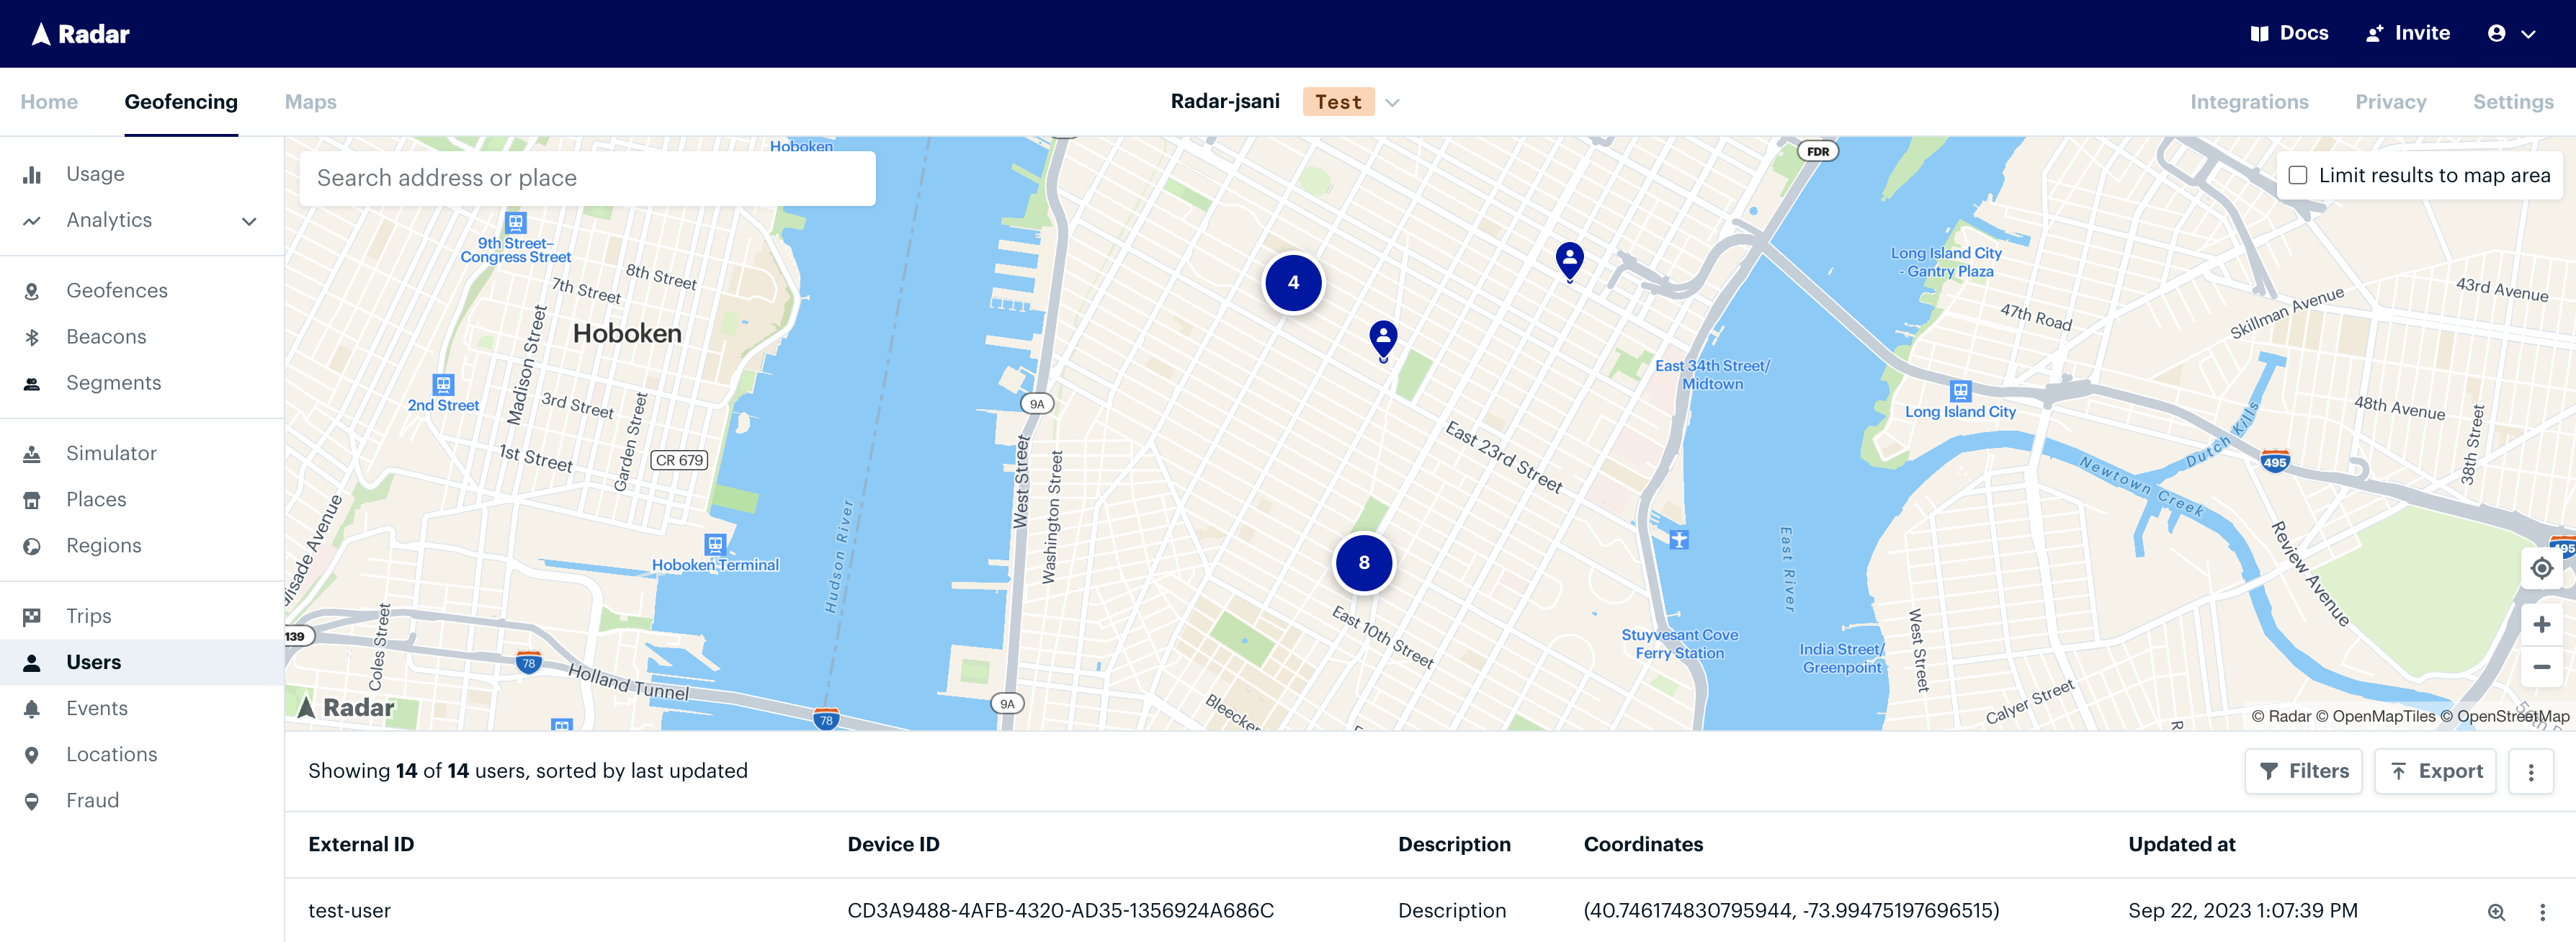 Radar
Docs
Invite
Home
Geofencing
Maps
Radar-jsani
Test
Integrations
Privacy
Settings
Usage
Analytics
Geofences
Beacons
Segments
Simulator
Places
Regions
Trips
Users
Events
Locations
Fraud
Search address or place
Limit results to map area
Hoboken
FDR
9th Street–
Congress Street
8th Street
7th Street
Hoboken
Madison Street
2nd Street
3rd Street
Garden Street
1st Street
CR 679
Hoboken Terminal
Hudson River
139
Coles Street
78
Holland Tunnel
78
Radar
9A
West Street
Washington Street
9A
4
8
East 23rd Street
East 10th Street
Bleecker
Long Island City
- Gantry Plaza
43rd Avenue
47th Road
Skillman Avenue
East 34th Street/
Midtown
Long Island City
48th Avenue
38th Street
Dutch Kills
495
Newtown Creek
495
East River
Review Avenue
Stuyvesant Cove
Ferry Station
India Street/
Greenpoint
West Street
Calyer Street
© Radar © OpenMapTiles © OpenStreetMap
Showing 14 of 14 users, sorted by last updated
Filters
Export
External ID
Device ID
Description
Coordinates
Updated at
test-user
CD3A9488-4AFB-4320-AD35-1356924A686C
Description
(40.746174830795944, -73.99475197696515)
Sep 22, 2023 1:07:39 PM